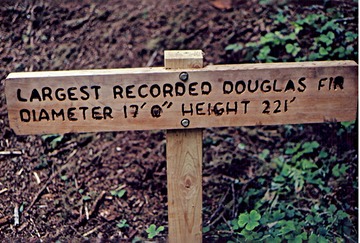 LARGEST RECORDED DOUGLAS FIR
DIAMETER 17'0" HEIGHT 221'